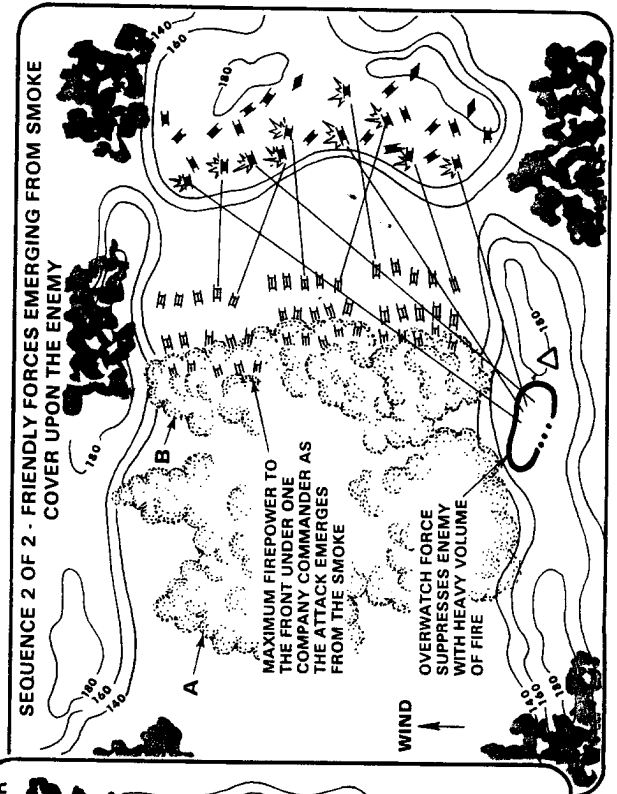 SEQUENCE 2 OF 2 - FRIENDLY FORCES EMERGING FROM SMOKE
COVER UPON THE ENEMY
140
160
180
180
180
160
140
A
B
MAXIMUM FIREPOWER TO
THE FRONT UNDER ONE
COMPANY COMMANDER AS
THE ATTACK EMERGES
FROM THE SMOKE
OVERWATCH FORCE
SUPPRESSES ENEMY
WITH HEAVY VOLUME
OF FIRE
WIND
180
140
160
180